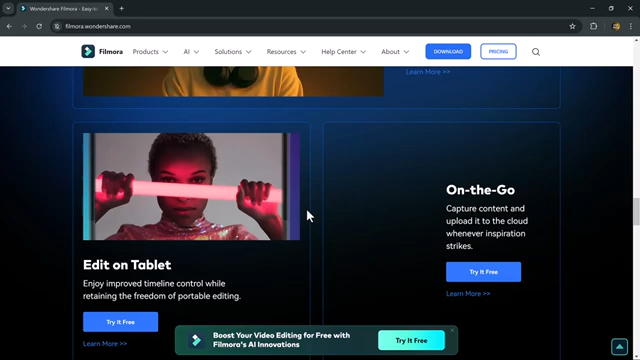 Wondershare Filmora - Easy-to
filmora.wondershare.com
Filmora
Products
AI
Solutions
Resources
Help Center
About
DOWNLOAD
PRICING
Learn More >>
Edit on Tablet
Enjoy improved timeline control while
retaining the freedom of portable editing.
Try It Free
Learn More >>
On-the-Go
Capture content and
upload it to the cloud
whenever inspiration
strikes.
Try It Free
Learn More >>
Boost Your Video Editing for Free with
Filmora's AI Innovations
Try It Free